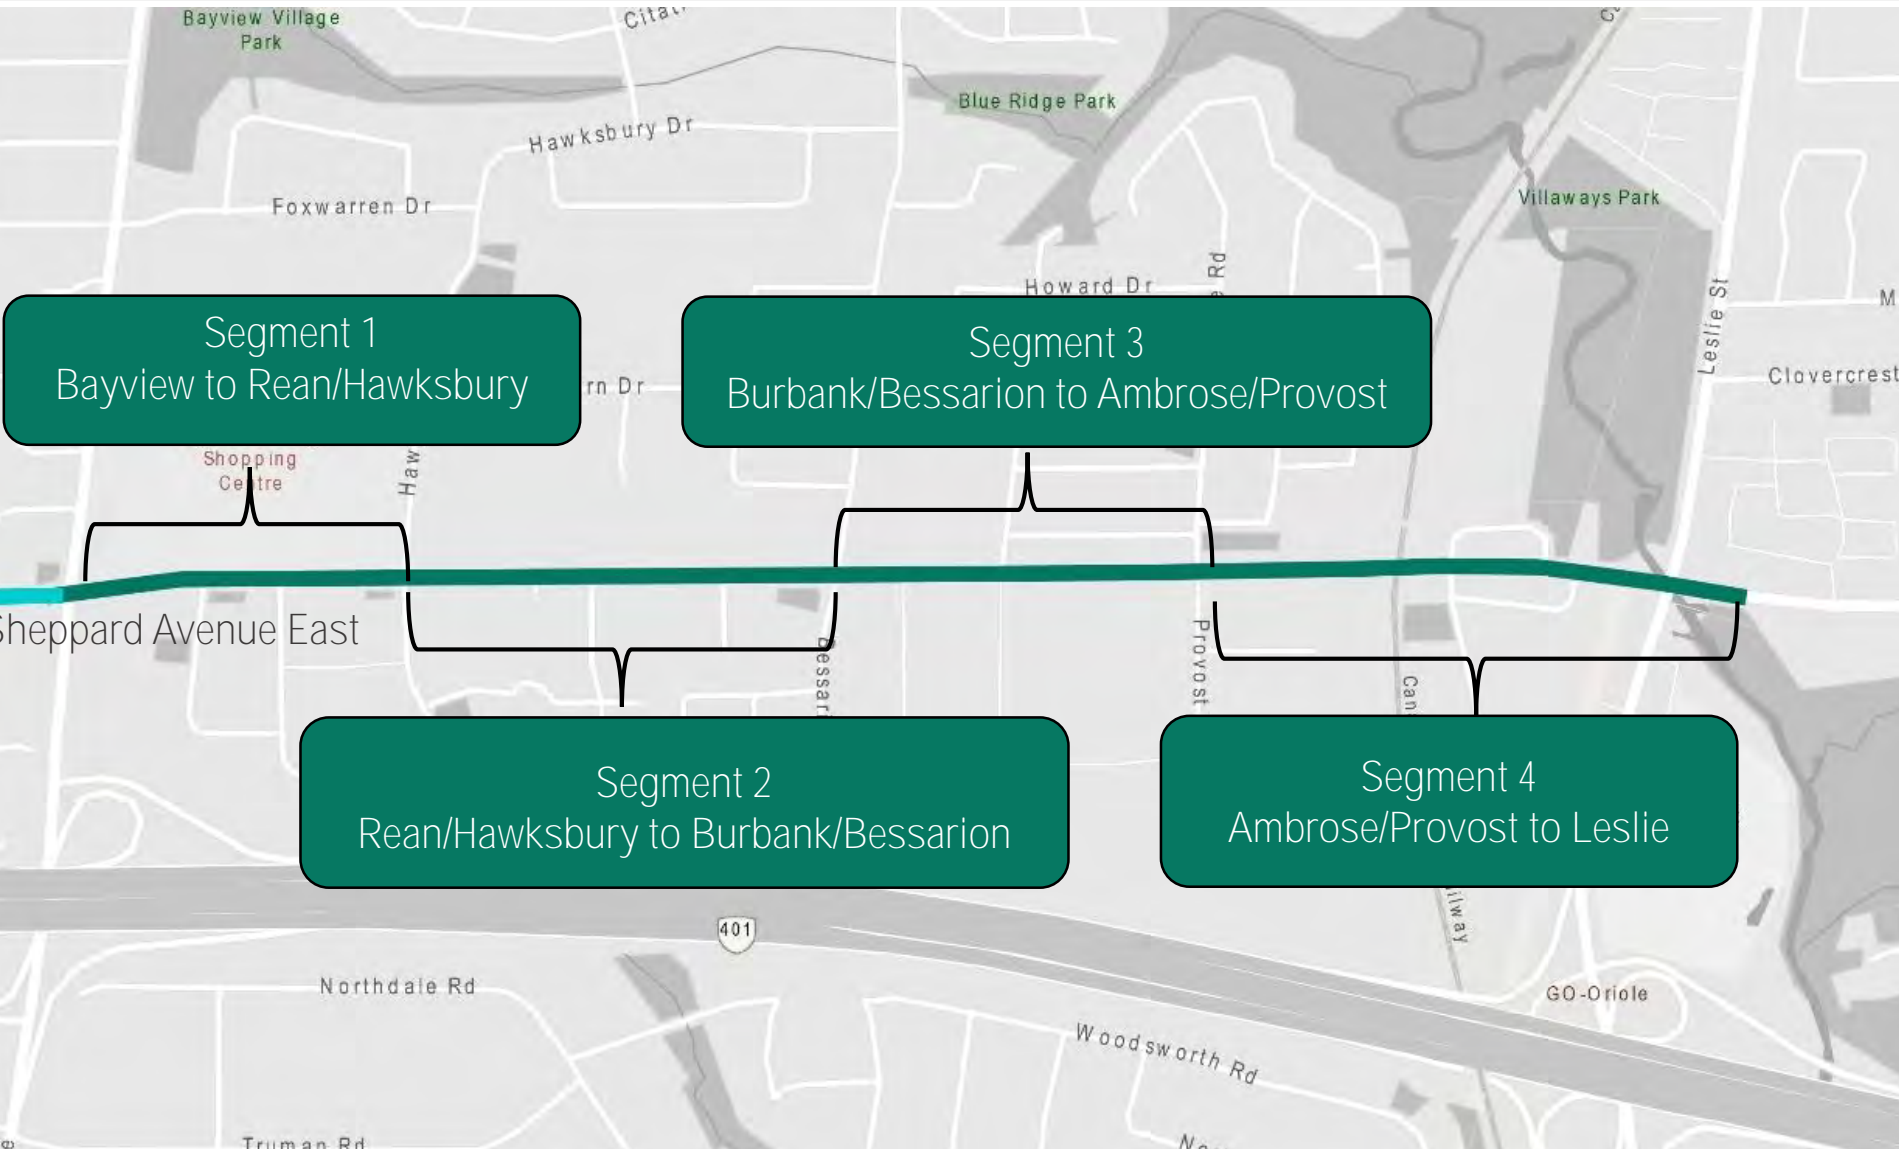 Bayview Village
Park
Blue Ridge Park
Hawksbury Dr
Villaways Park
Foxwarren Dr
Howard Dr
Rd
Leslie St
M
Segment 1
Bayview to Rean/Hawksbury
rn Dr
Segment 3
Burbank/Bessarion to Ambrose/Provost
Clovercrest
Shopping
Centre
Haw
Sheppard Avenue East
Bessari
Provost
Can
Segment 2
Rean/Hawksbury to Burbank/Bessarion
Segment 4
Ambrose/Provost to Leslie
ilway
401
Northdale Rd
GO-Oriole
Woodsworth Rd
Truman Rd